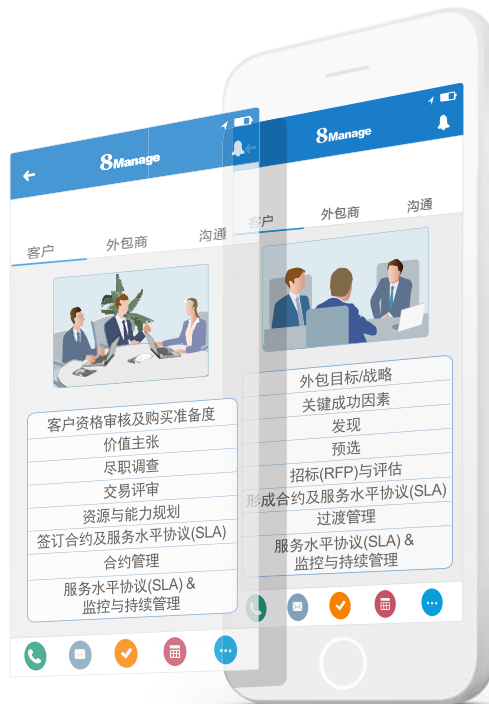 8Manage
客户
外包商
沟通
客户资格审核及购买准备度
价值主张
尽职调查
交易评审
资源与能力规划
签订合约及服务水平协议(SLA)
合约管理
服务水平协议(SLA) &
监控与持续管理
8Manage
客户
外包商
沟通
外包目标/战略
关键成功因素
发现
预选
招标(RFP)与评估
形成合约及服务水平协议(SLA)
过渡管理
服务水平协议(SLA) &
监控与持续管理